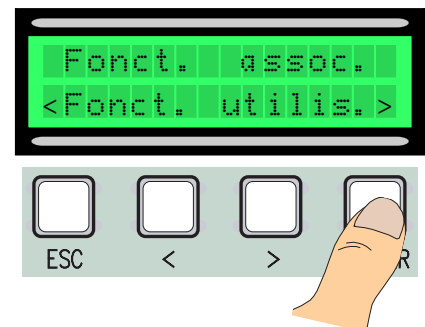 Fonct. assoc.
<Fonct. utilis.>
ESC < > R